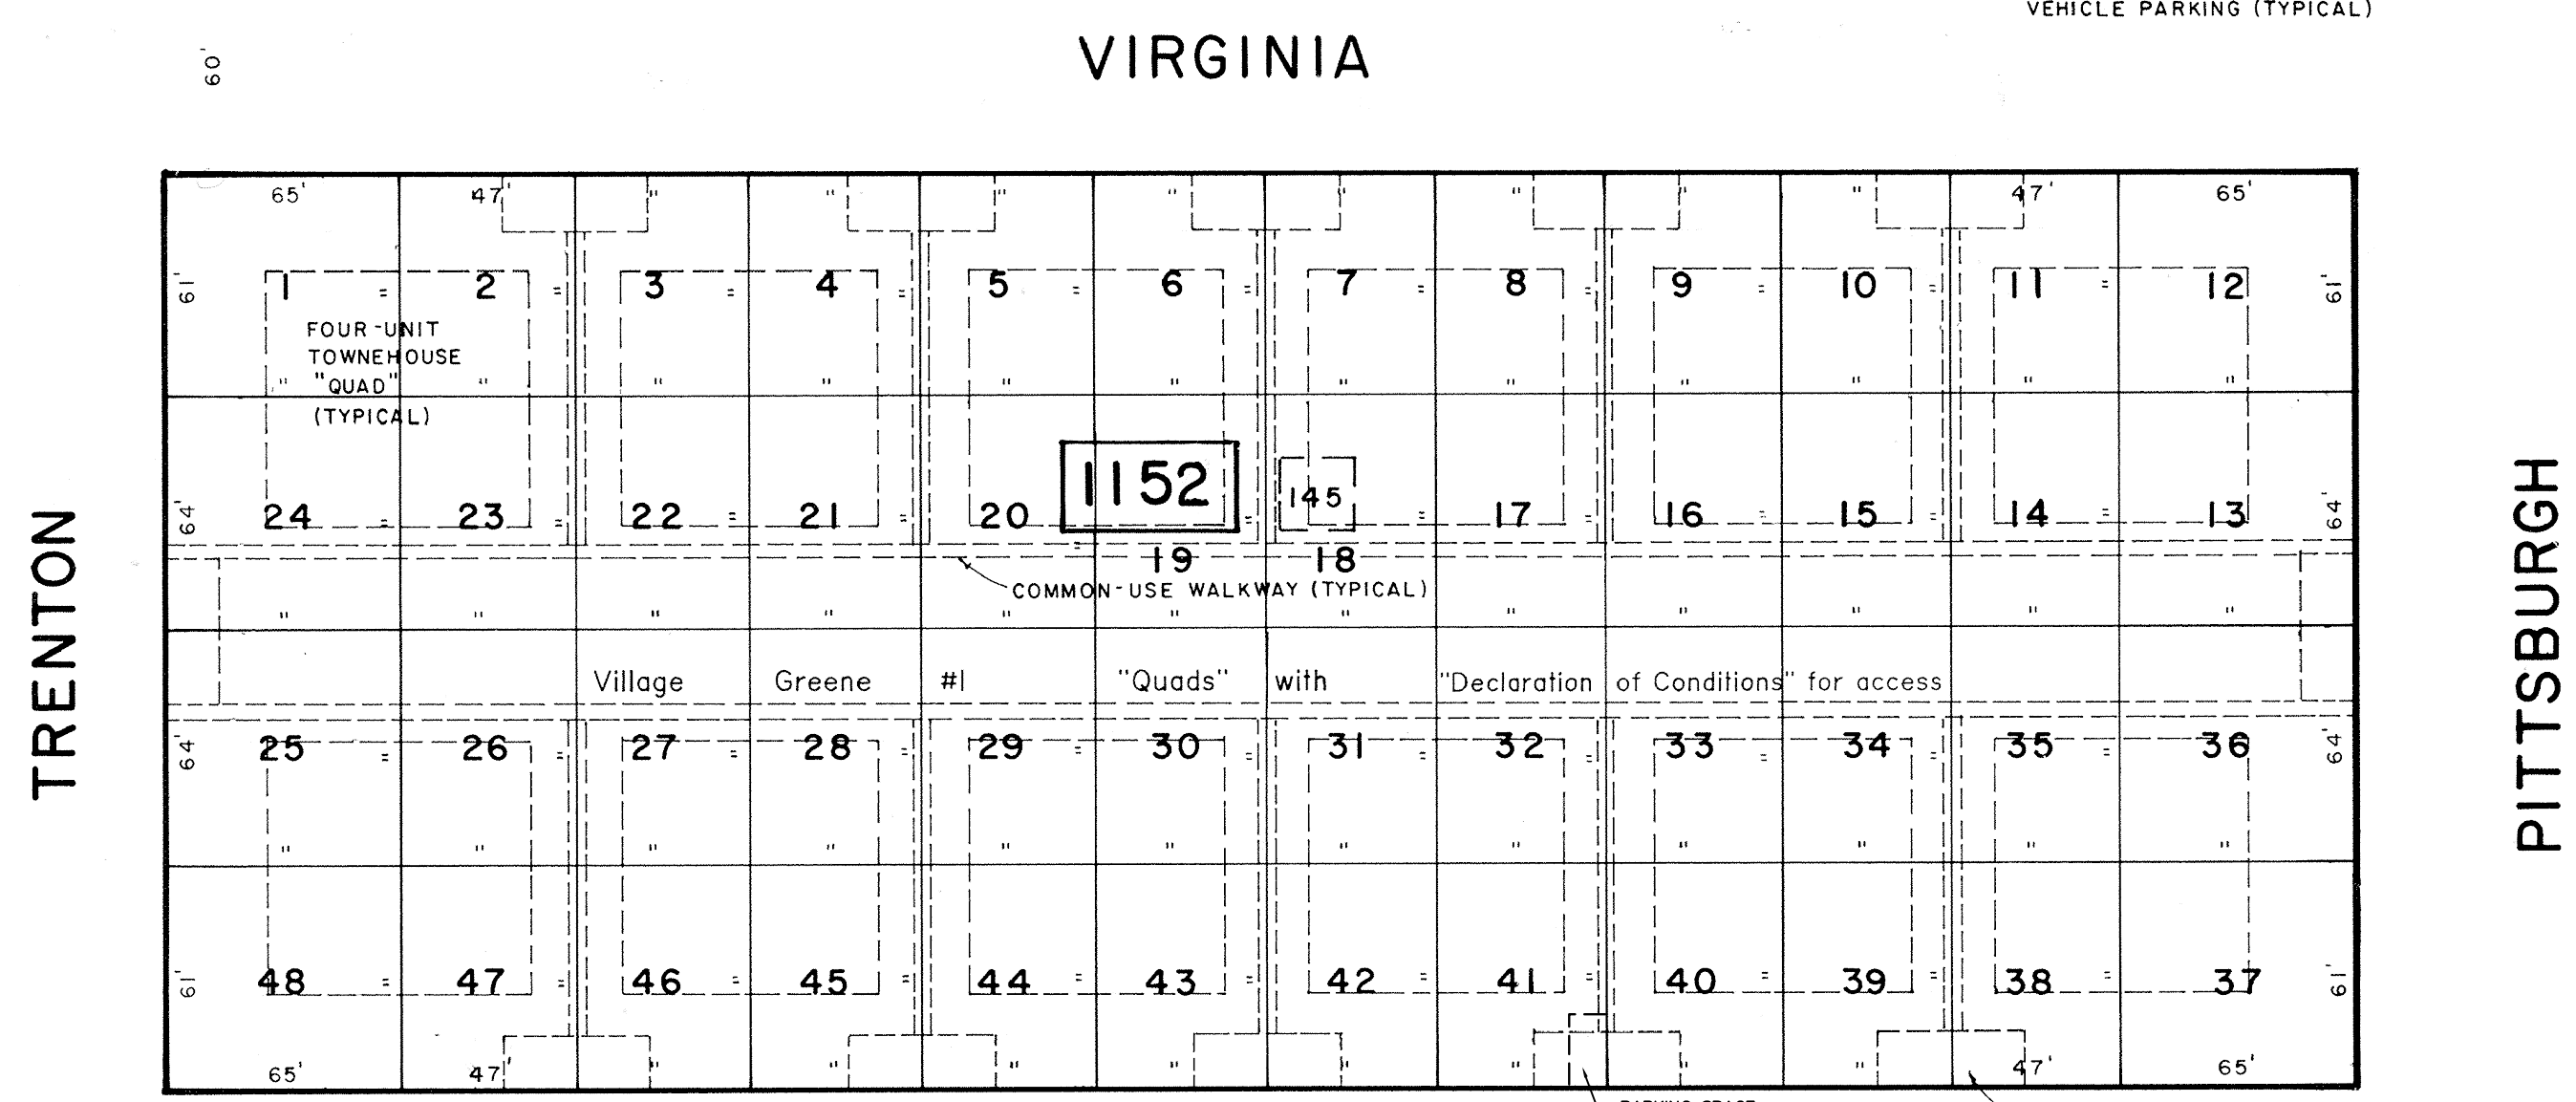 VEHICLE PARKING (TYPICAL)
VIRGINIA
60'
65' 47' " " " " " " " " 47' 65'
61' 1 = 2 = 3 = 4 = 5 = 6 = 7 = 8 = 9 = 10 = 11 = 12 61'
FOUR-UNIT
TOWNEHOUSE
"QUAD"
(TYPICAL)
" " " " " " " " " " " "
1152
145
64' 24 = 23 = 22 = 21 = 20 = 19 = 18 = 17 = 16 = 15 = 14 = 13 64'
COMMON-USE WALKWAY (TYPICAL)
" " " " " " " " " " " "
TRENTON
PITTSBURGH
Village Greene #1 "Quads" with "Declaration of Conditions" for access
64' 25 = 26 = 27 = 28 = 29 = 30 = 31 = 32 = 33 = 34 = 35 = 36 64'
" " " " " " " " " " " "
61' 48 = 47 = 46 = 45 = 44 = 43 = 42 = 41 = 40 = 39 = 38 = 37 61'
65' 47' " " " " " " " " 47' 65'